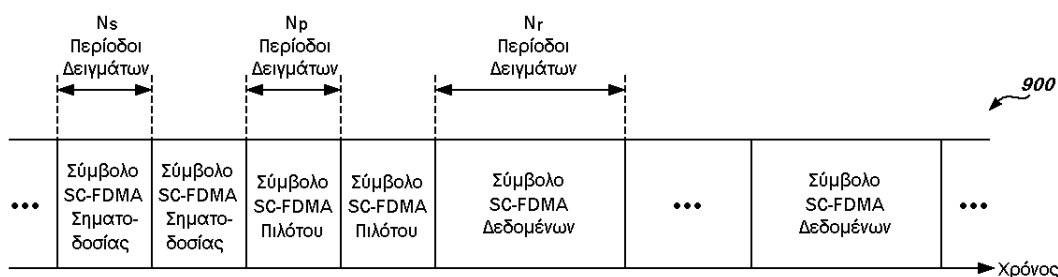 Ns
Περίοδοι
Δειγμάτων
Np
Περίοδοι
Δειγμάτων
Nr
Περίοδοι
Δειγμάτων
900
•••
Σύμβολο
SC-FDMA
Σηματο-
δοσίας
Σύμβολο
SC-FDMA
Σηματο-
δοσίας
Σύμβολο
SC-FDMA
Πιλότου
Σύμβολο
SC-FDMA
Πιλότου
Σύμβολο
SC-FDMA
Δεδομένων
•••
Σύμβολο
SC-FDMA
Δεδομένων
•••
Χρόνος